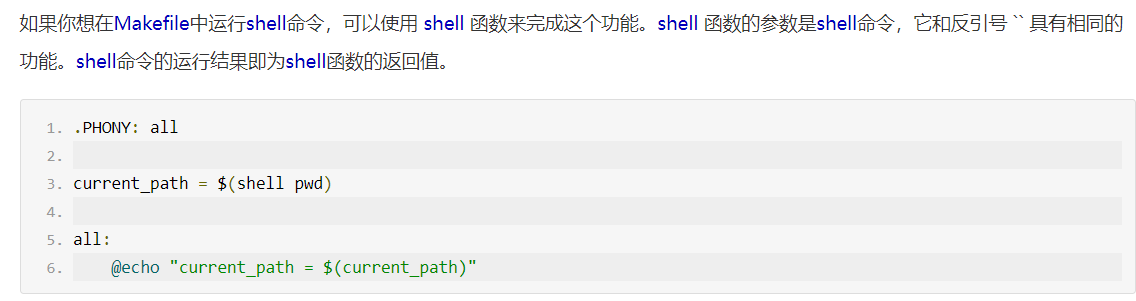 如果你想在Makefile中运行shell命令，可以使用 shell 函数来完成这个功能。shell 函数的参数是shell命令，它和反引号 `` 具有相同的
功能。shell命令的运行结果即为shell函数的返回值。
1. .PHONY: all
2.
3. current_path = $(shell pwd)
4.
5. all:
6.     @echo "current_path = $(current_path)"